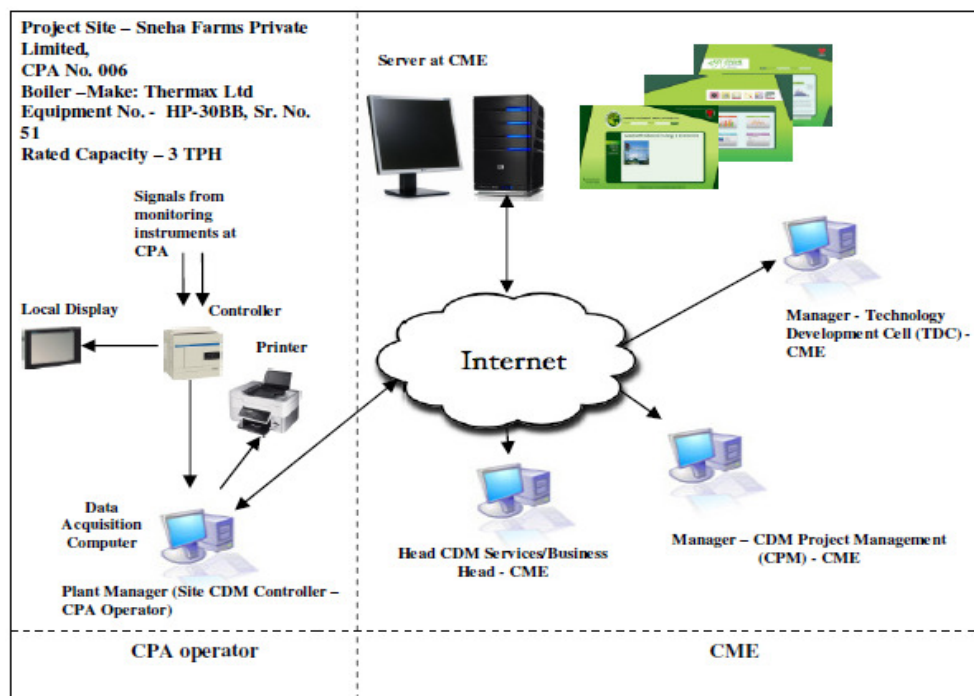 Project Site – Sneha Farms Private
Limited,
CPA No. 006
Boiler –Make: Thermax Ltd
Equipment No. - HP-30BB, Sr. No.
51
Rated Capacity – 3 TPH
Signals from
monitoring
instruments at
CPA
Local Display
Controller
Printer
Data
Acquisition
Computer
Plant Manager (Site CDM Controller –
CPA Operator)
CPA operator
Server at CME
Internet
Manager - Technology
Development Cell (TDC) -
CME
Head CDM Services/Business
Head - CME
Manager – CDM Project Management
(CPM) - CME
CME